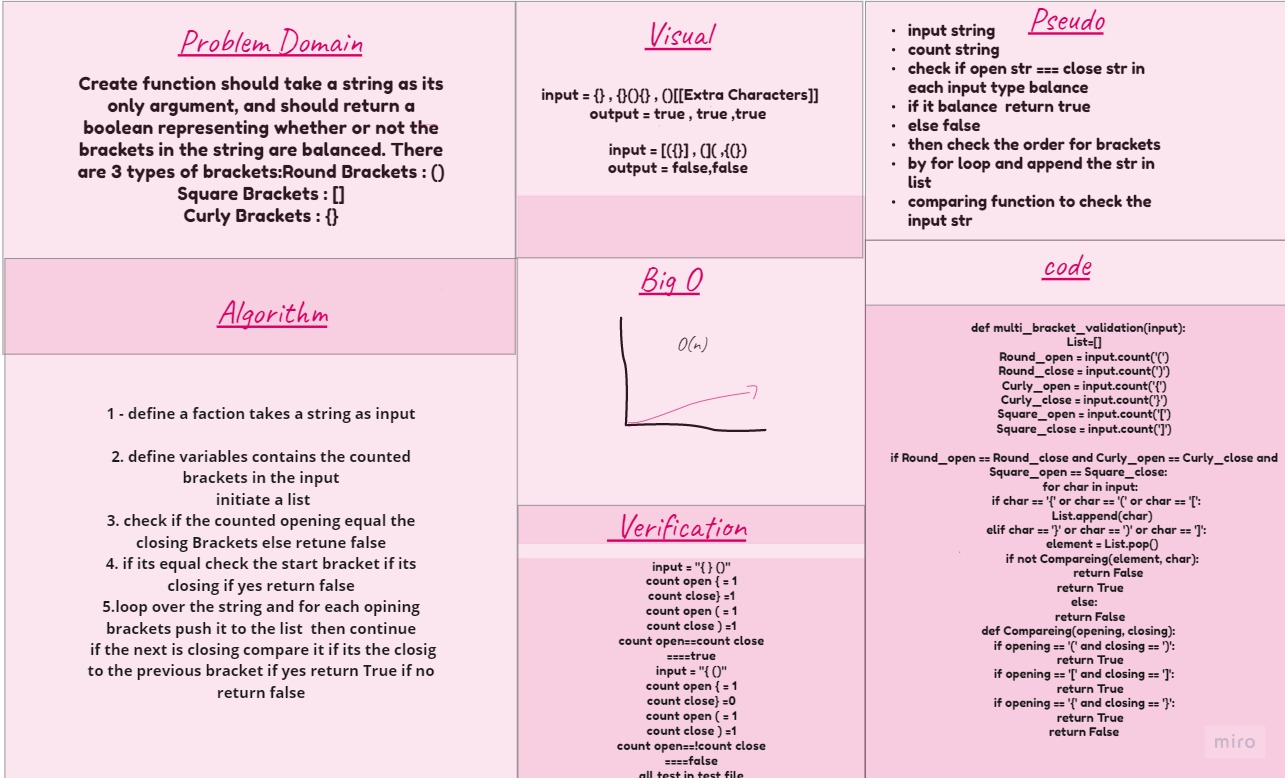 Problem Domain
Create function should take a string as its
only argument, and should return a
boolean representing whether or not the
brackets in the string are balanced. There
are 3 types of brackets:Round Brackets : ()
Square Brackets : []
Curly Brackets : {}
Algorithm
1 - define a faction takes a string as input
2. define variables contains the counted
brackets in the input
initiate a list
3. check if the counted opening equal the
closing Brackets else retune false
4. if its equal check the start bracket if its
closing if yes return false
5.loop over the string and for each opining
brackets push it to the list then continue
if the next is closing compare it if its the closig
to the previous bracket if yes return True if no
return false
Visual
input = {} , {}(){} , ()[[Extra Characters]]
output = true , true ,true
input = [({}] , (]( ,{(})
output = false,false
Big O
O(n)
Verification
input = "{ } ()"
count open { = 1
count close} =1
count open ( = 1
count close ) =1
count open==count close
====true
input = "{ ()"
count open { = 1
count close} =0
count open ( = 1
count close ) =1
count open==!count close
====false
all test in test file
Pseudo
· input string
· count string
· check if open str === close str in
each input type balance
· if it balance return true
· else false
· then check the order for brackets
· by for loop and append the str in
list
· comparing function to check the
input str
code
def multi_bracket_validation(input):
List=[]
Round_open = input.count('(')
Round_close = input.count(')')
Curly_open = input.count('{')
Curly_close = input.count('}')
Square_open = input.count('[')
Square_close = input.count(']')
if Round_open == Round_close and Curly_open == Curly_close and
Square_open == Square_close:
for char in input:
if char == '{' or char == '(' or char == '[':
List.append(char)
elif char == '}' or char == ')' or char == ']':
element = List.pop()
if not Compareing(element, char):
return False
return True
else:
return False
def Compareing(opening, closing):
if opening == '(' and closing == ')':
return True
if opening == '[' and closing == ']':
return True
if opening == '{' and closing == '}':
return True
return False
miro